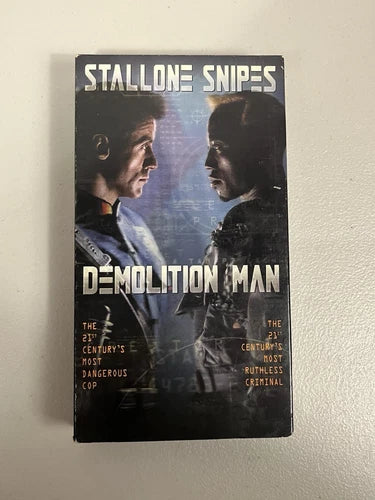 STALLONE SNIPES
DEMOLITION MAN
THE
21ST
CENTURY'S
MOST
DANGEROUS
COP
THE
21ST
CENTURY'S
MOST
RUTHLESS
CRIMINAL